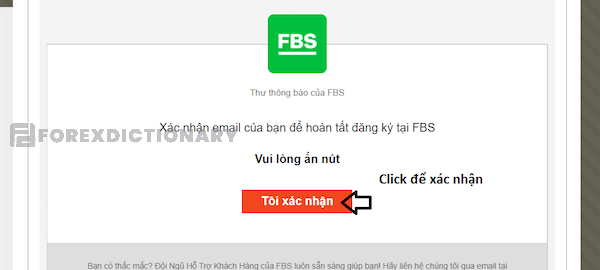 FBS
Thư thông báo của FBS
Xác nhận email của bạn để hoàn tất đăng ký tại FBS
FOREXDICTIONARY
Vui lòng ấn nút
Click để xác nhận
Tôi xác nhận
Bạn có thắc mắc? Đội Ngũ Hỗ Trợ Khách Hàng của FBS luôn sẵn sàng giúp bạn! Hãy liên hệ chúng tôi qua email tại